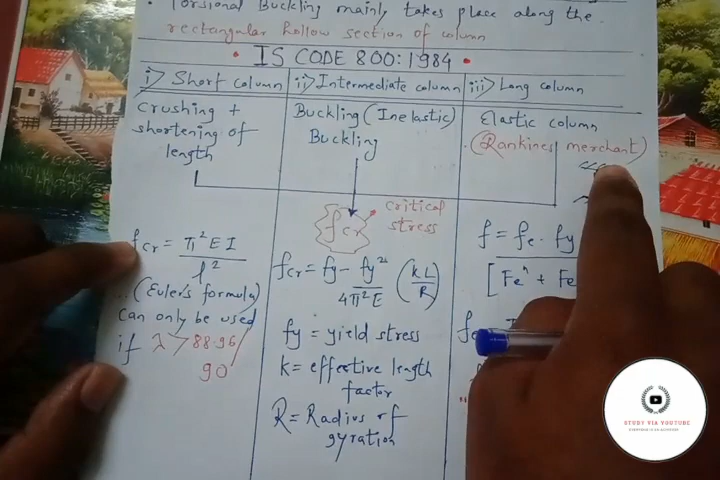 • Torsional Buckling mainly takes place along the
rectangular hollow section of column
• IS CODE 800:1984 •
i) Short column
ii) Intermediate column
iii) Long column
Crushing +
shortening of
length
Buckling (Inelastic)
Buckling
Elastic column
(Rankines merchant)
fcr
critical
stress
fcr = π²EI
l²
(Euler's formula)
can only be used
if λ > 88.96
90
fcr = fy - fy²
4π²E
(kL
R)
fy = yield stress
k = effective length
factor
R = Radius of
gyration
f = fe . fy
[Feⁿ + Fe
STUDY VIA YOUTUBE